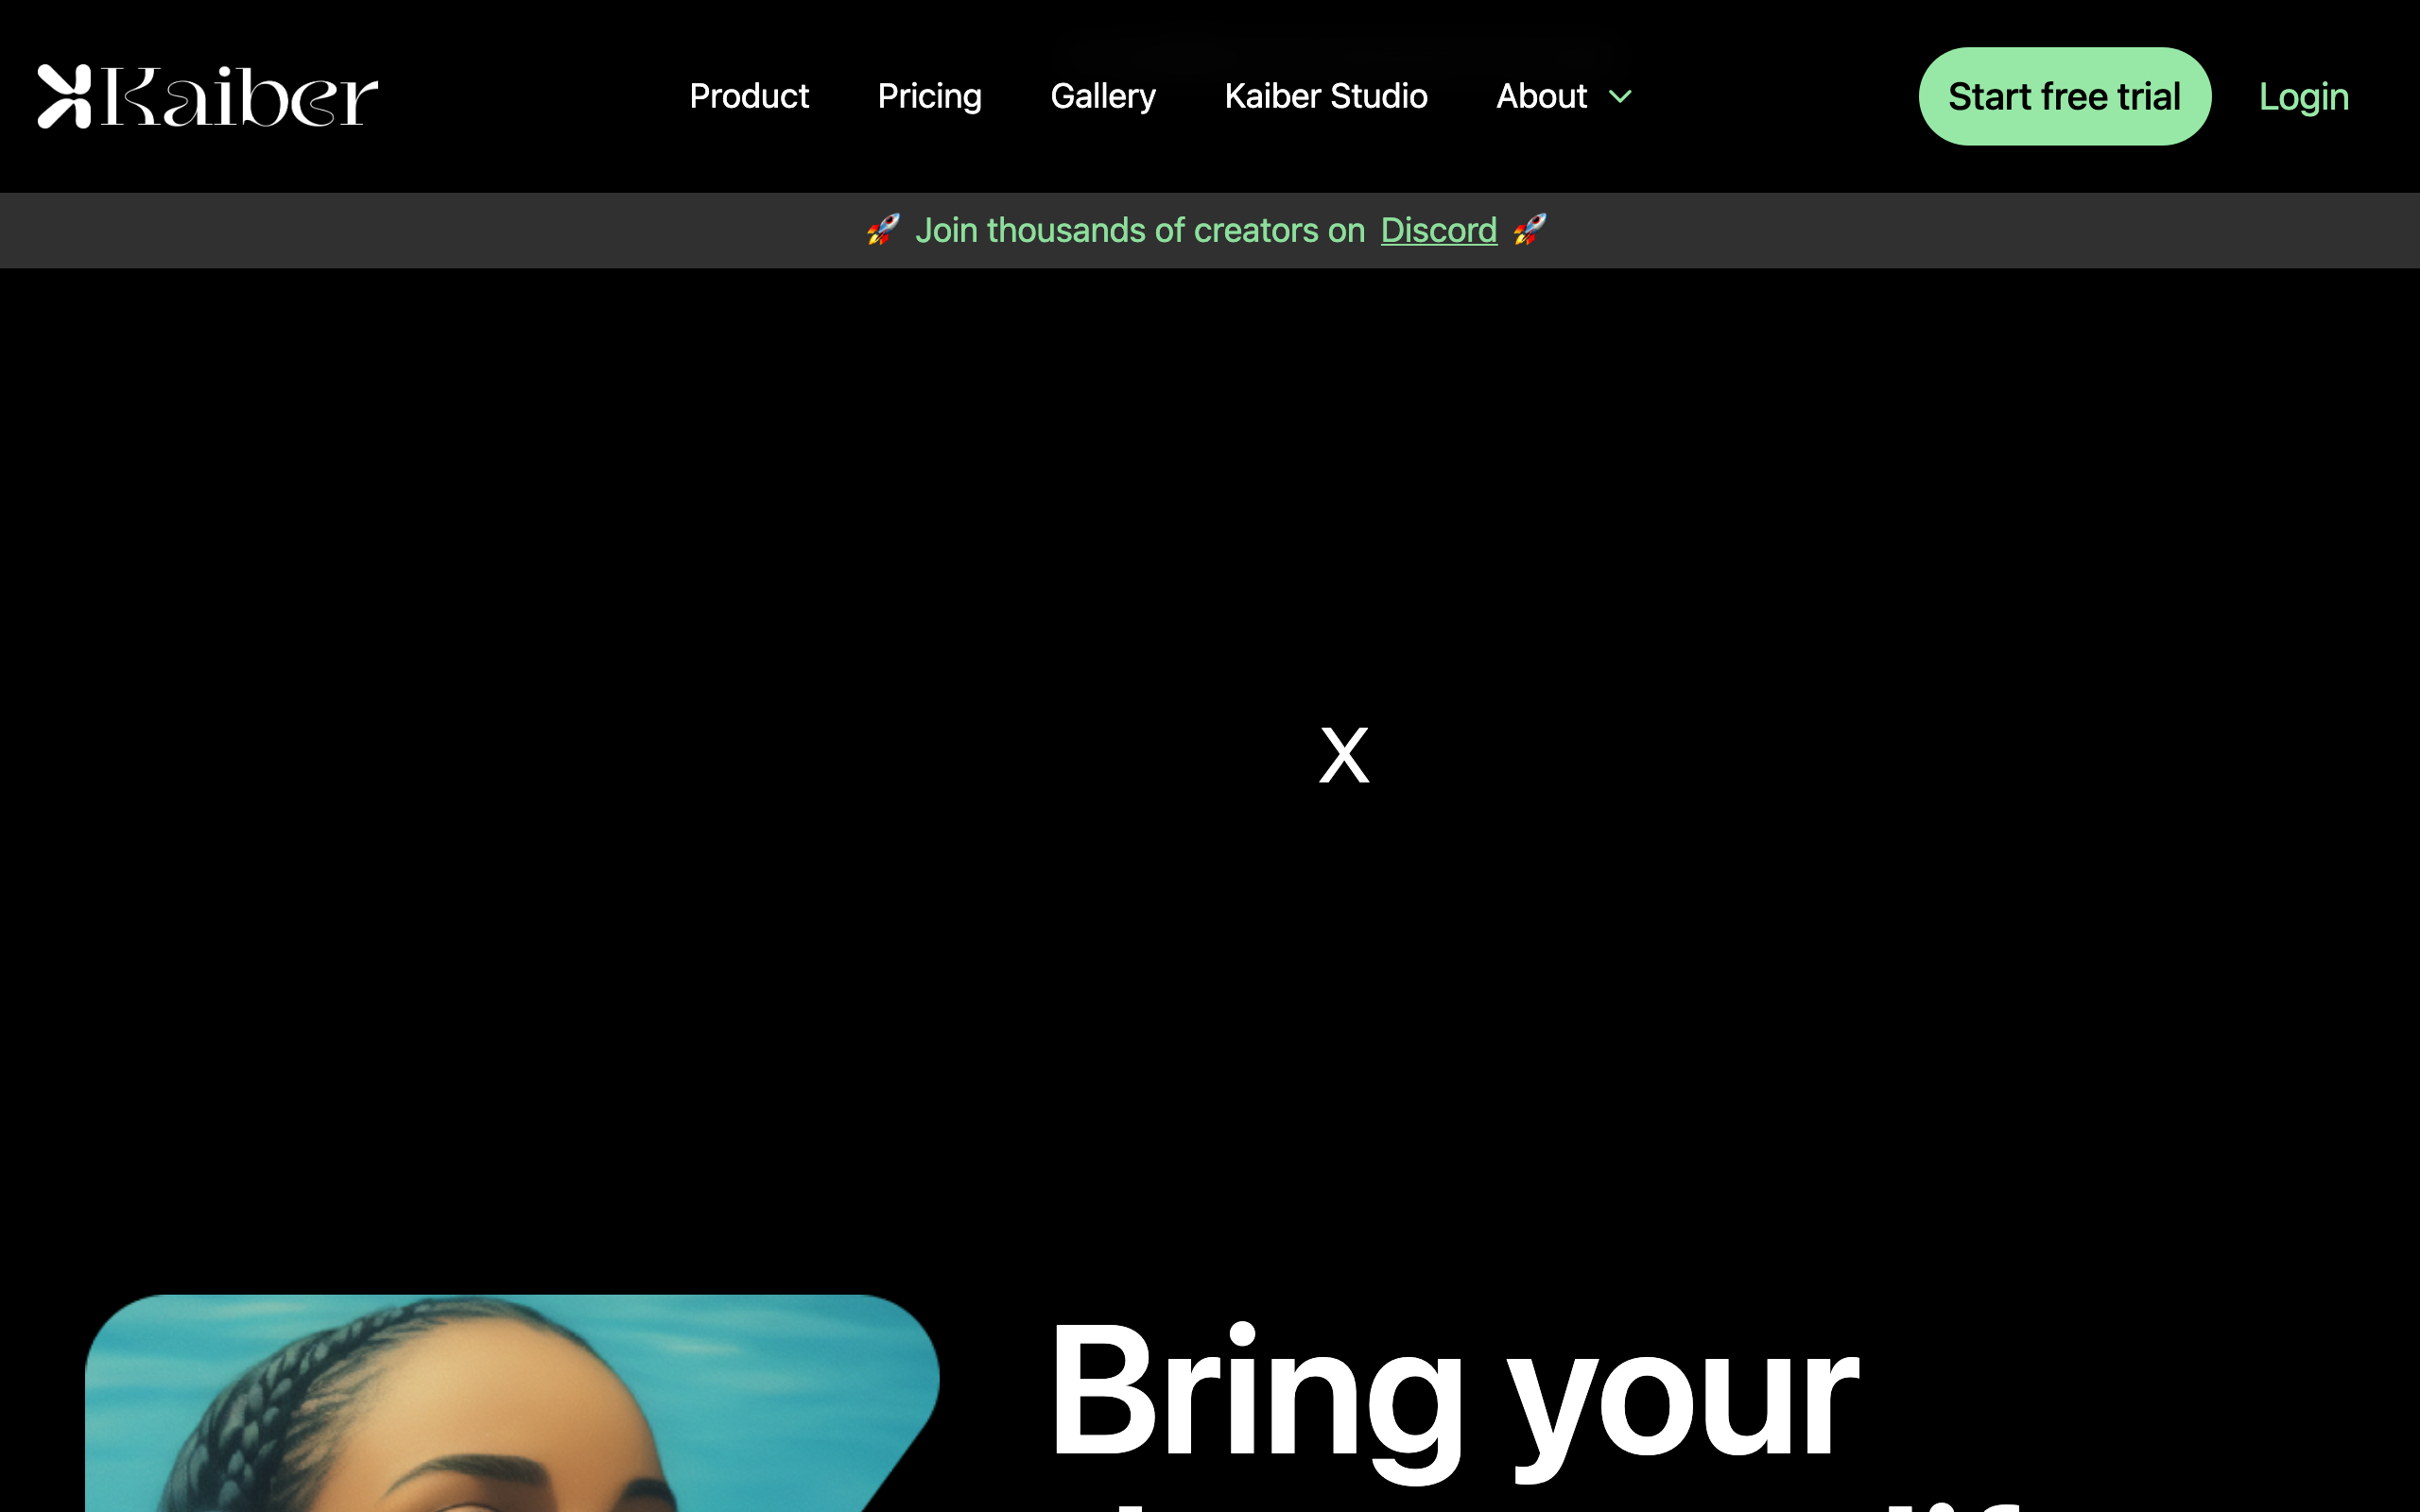 Kaiber
Product Pricing Gallery Kaiber Studio About
Start free trial Login
🚀 Join thousands of creators on Discord 🚀
X
Bring your